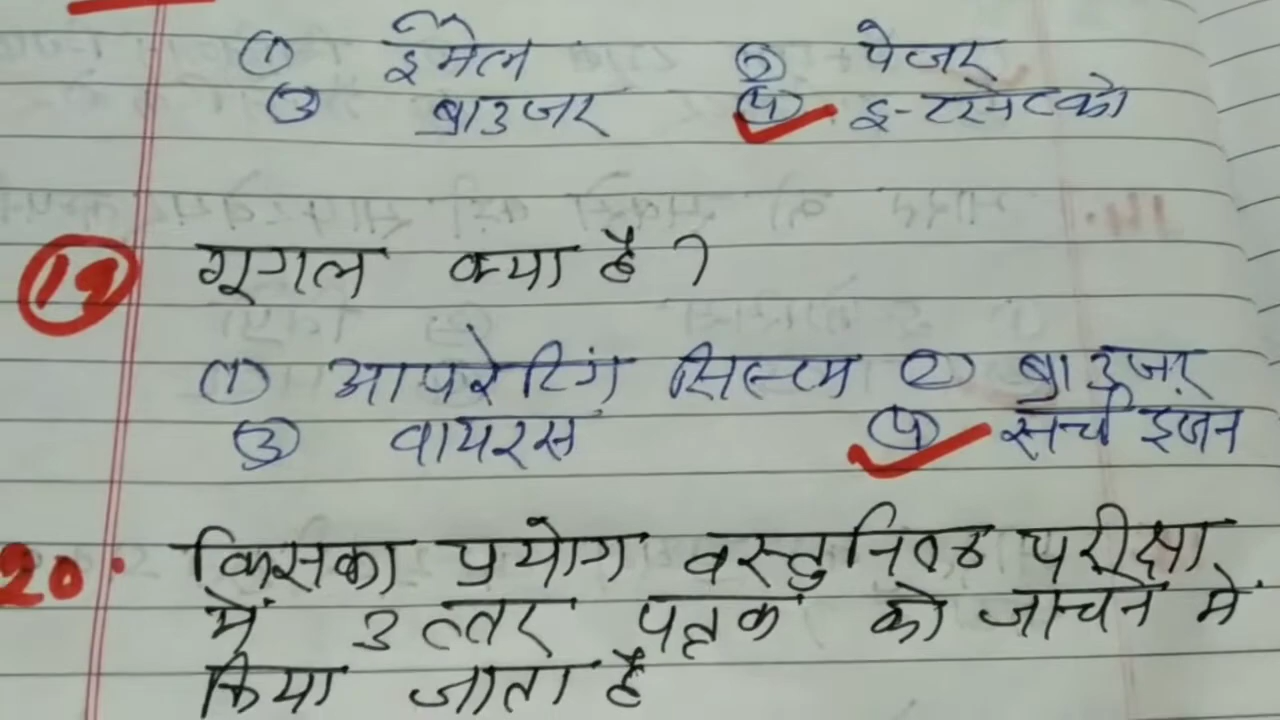 ① ईमेल ② पेजर
③ ब्राउजर ④ इ-टरनेटको
19 गूगल क्या है ?
① आपरेटिंग सिस्टम ② ब्राउजर
③ वायरस ④ सर्च इंजन
20. किसका प्रयोग वस्तुनिष्ठ परीक्षा
में उत्तर पत्रक को जाचने में
किया जाता है